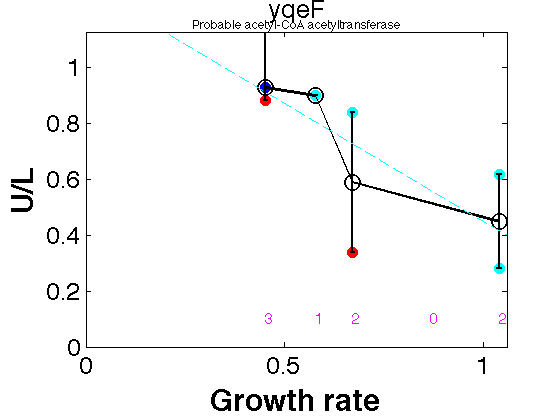 yqeF
Probable acetyl-CoA acetyltransferase
U/L
1
0.8
0.6
0.4
0.2
0
3 1 2 0 2
0 0.5 1
Growth rate